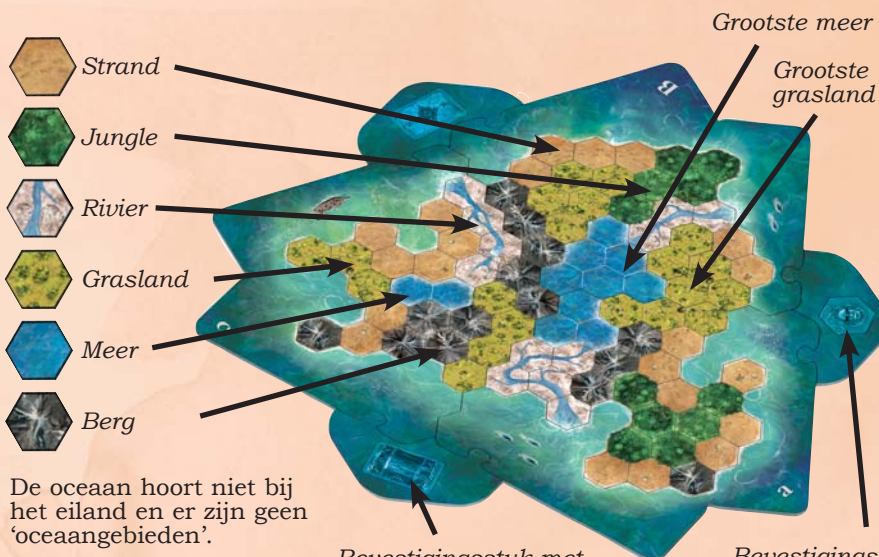 Grootste meer
Grootste
grasland
Strand
Jungle
Rivier
Grasland
Meer
Berg
De oceaan hoort niet bij
het eiland en er zijn geen
‘oceaangebieden’.
B